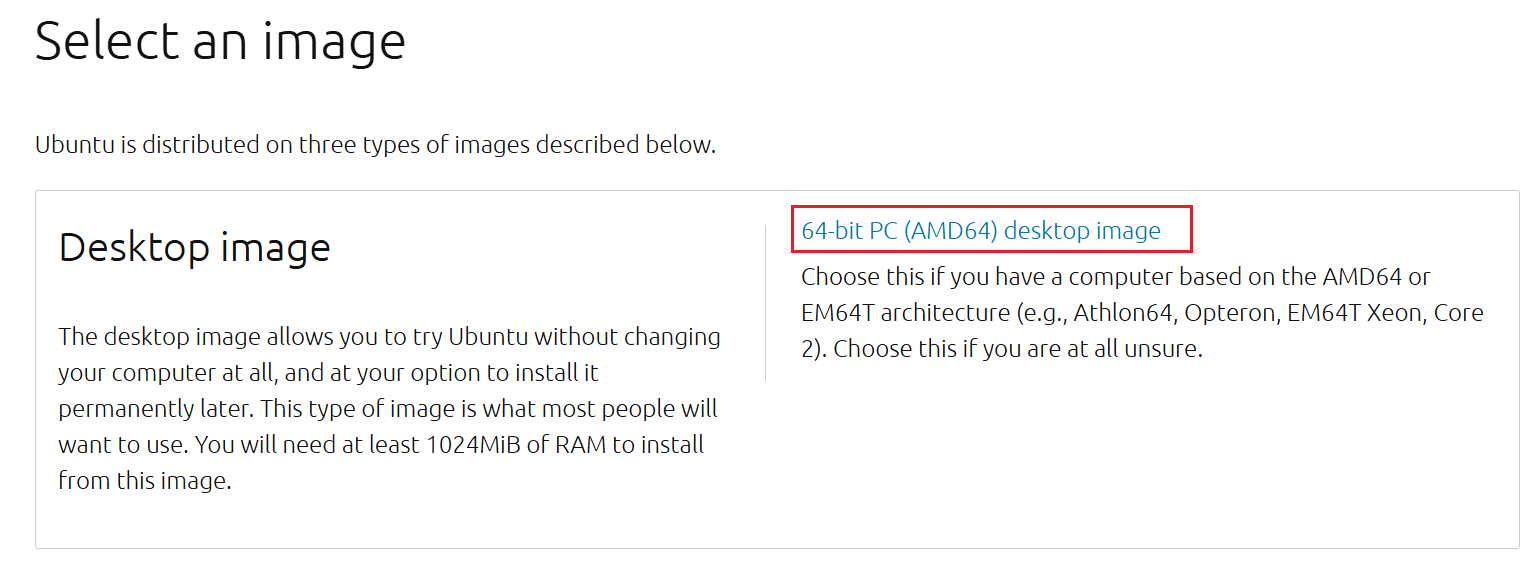 Select an image
Ubuntu is distributed on three types of images described below.
Desktop image
The desktop image allows you to try Ubuntu without changing
your computer at all, and at your option to install it
permanently later. This type of image is what most people will
want to use. You will need at least 1024MiB of RAM to install
from this image.
64-bit PC (AMD64) desktop image
Choose this if you have a computer based on the AMD64 or
EM64T architecture (e.g., Athlon64, Opteron, EM64T Xeon, Core
2). Choose this if you are at all unsure.